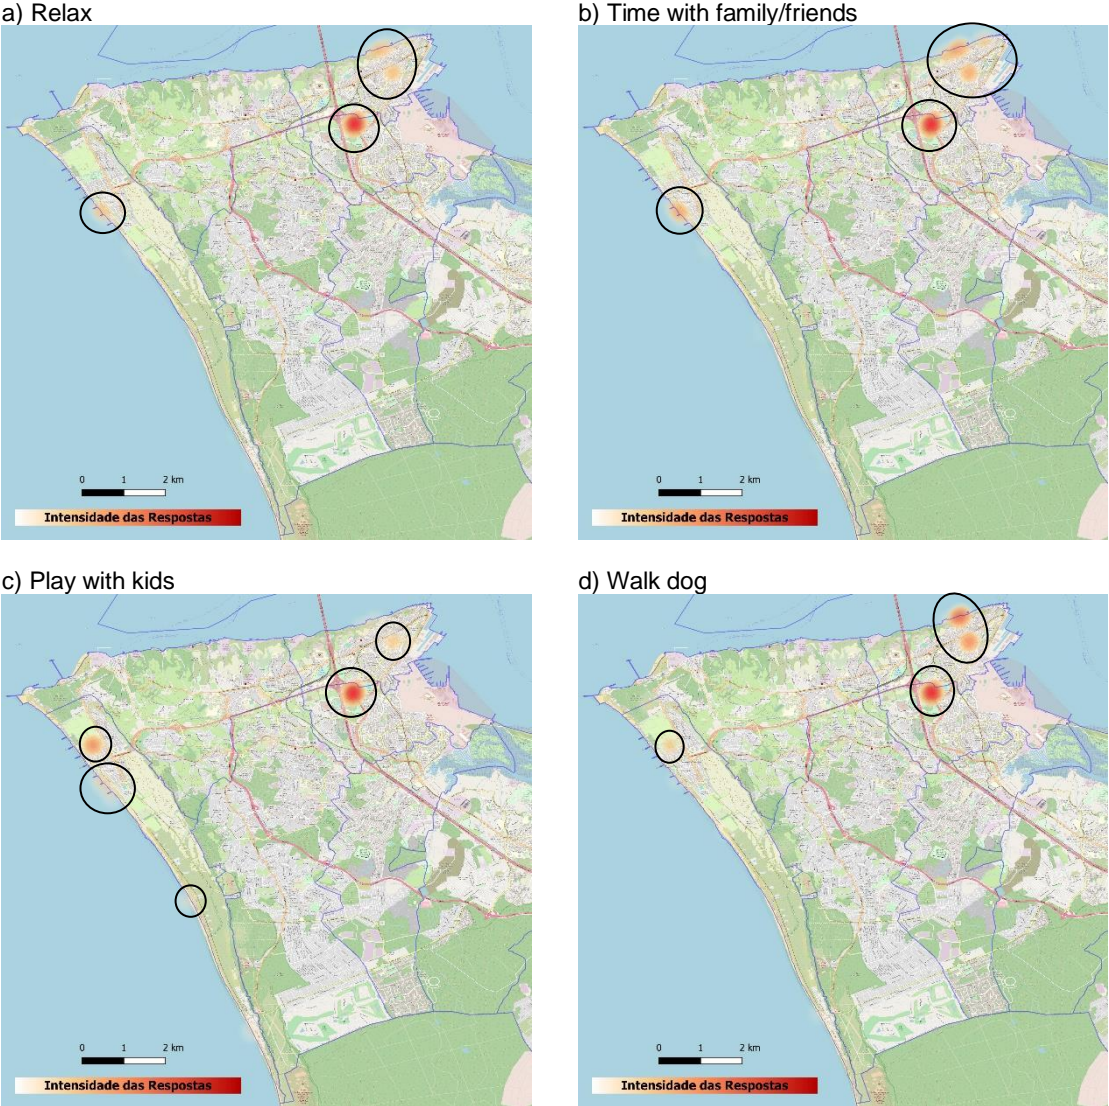 a) Relax
b) Time with family/friends
0 1 2 km
Intensidade das Respostas
0 1 2 km
Intensidade das Respostas
c) Play with kids
d) Walk dog
0 1 2 km
Intensidade das Respostas
0 1 2 km
Intensidade das Respostas